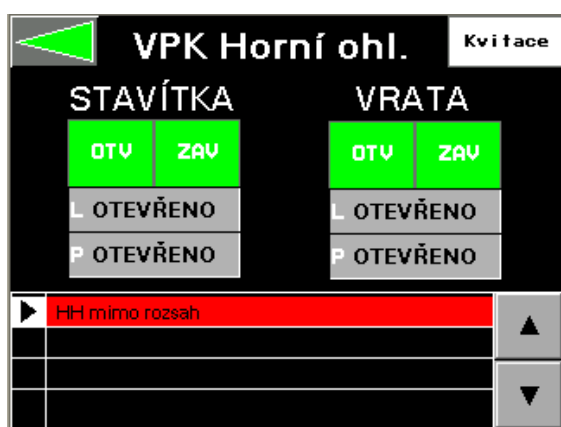 VPK Horní ohl.
Kvitace
STAVÍTKA
VRATA
OTV ZAV
OTV ZAV
L OTEVŘENO
L OTEVŘENO
P OTEVŘENO
P OTEVŘENO
HH mimo rozsah